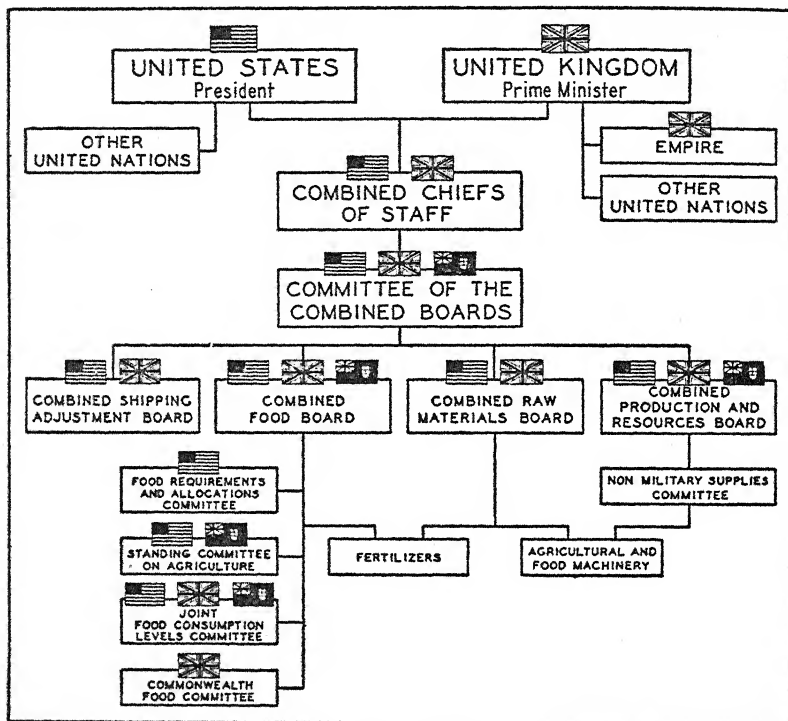 UNITED STATES
President
UNITED KINGDOM
Prime Minister
OTHER
UNITED NATIONS
EMPIRE
OTHER
UNITED NATIONS
COMBINED CHIEFS
OF STAFF
COMMITTEE OF THE
COMBINED BOARDS
COMBINED SHIPPING
ADJUSTMENT BOARD
COMBINED
FOOD BOARD
COMBINED RAW
MATERIALS BOARD
COMBINED
PRODUCTION AND
RESOURCES BOARD
FOOD REQUIREMENTS
AND ALLOCATIONS
COMMITTEE
NON MILITARY SUPPLIES
COMMITTEE
STANDING COMMITTEE
ON AGRICULTURE
FERTILIZERS
AGRICULTURAL AND
FOOD MACHINERY
JOINT
FOOD CONSUMPTION
LEVELS COMMITTEE
COMMONWEALTH
FOOD COMMITTEE